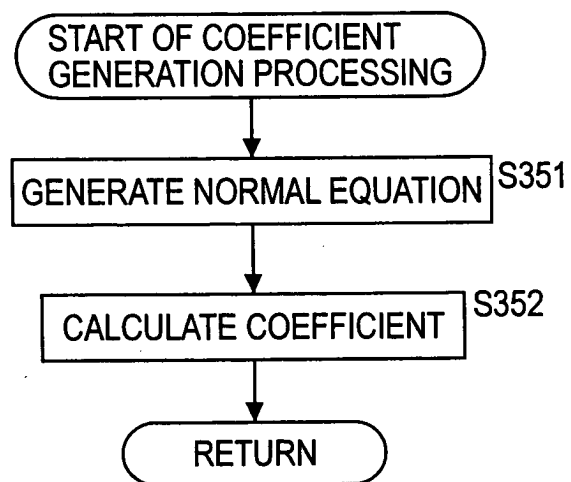 START OF COEFFICIENT
GENERATION PROCESSING
GENERATE NORMAL EQUATION
S351
CALCULATE COEFFICIENT
S352
RETURN